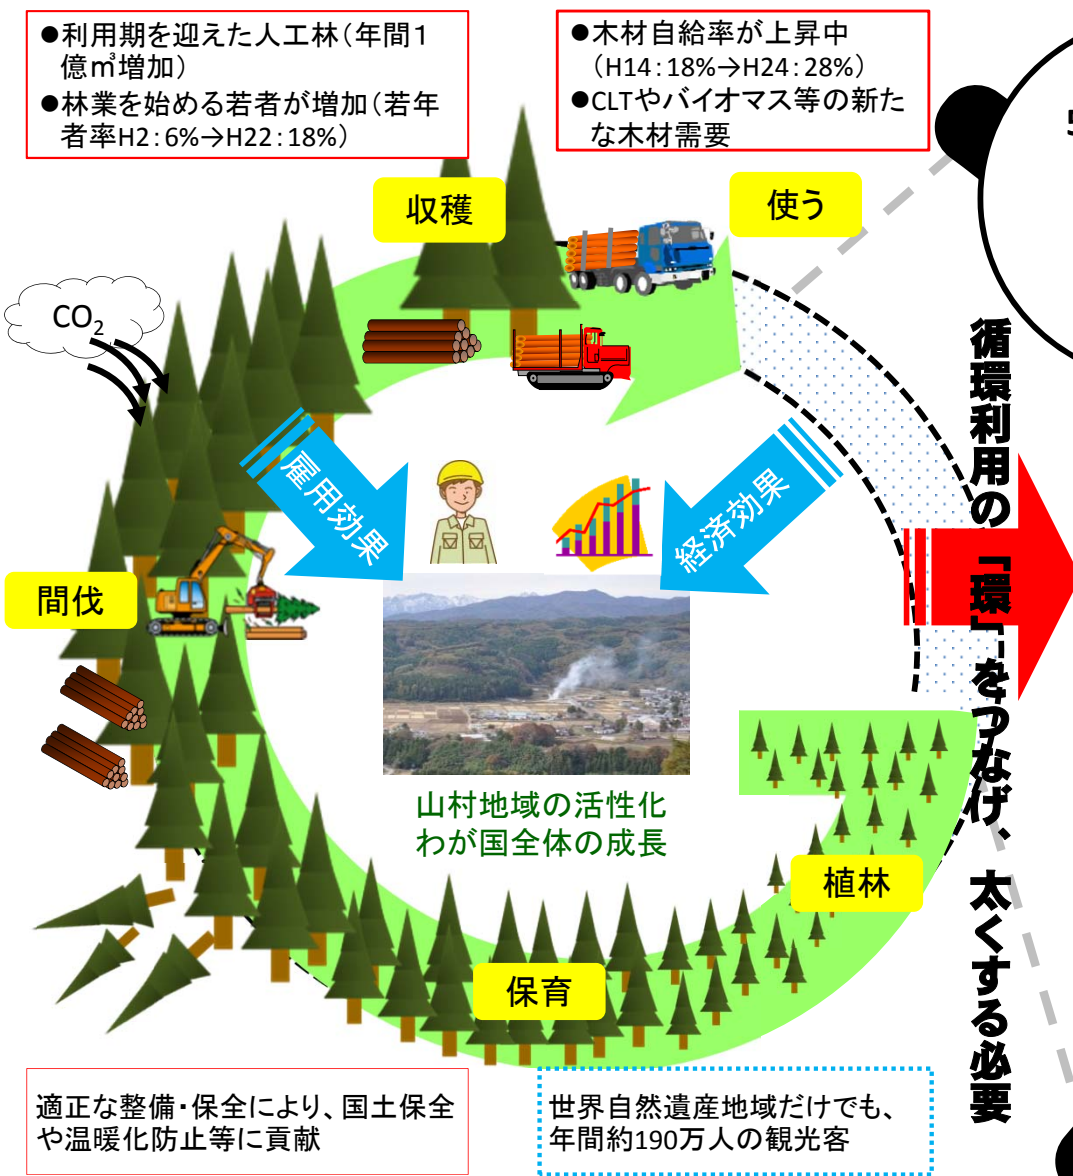 ●利用期を迎えた人工林（年間1
億㎥増加）
●林業を始める若者が増加（若年
者率H2：6%→H22：18%）
●木材自給率が上昇中
（H14：18%→H24：28%）
●CLTやバイオマス等の新た
な木材需要
5
収穫
使う
CO2
雇用効果
経済効果
間伐
山村地域の活性化
わが国全体の成長
植林
保育
循環利用の「環」をつなげ、太くする必要
適正な整備・保全により、国土保全
や温暖化防止等に貢献
世界自然遺産地域だけでも、
年間約190万人の観光客